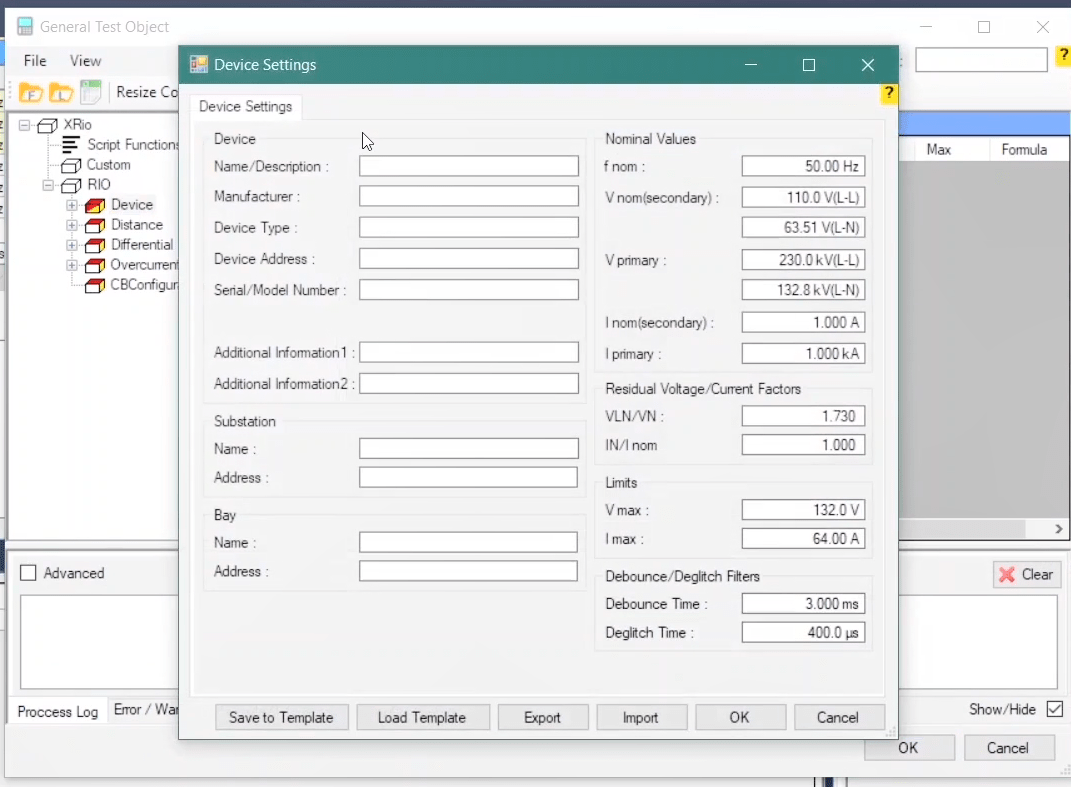 General Test Object
File View
Resize Co
?
XRio
Script Functions
Custom
RIO
Device
Distance
Differential
Overcurrent
CBConfigura
Max Formula
Device Settings
?
Device Settings
Device
Name/Description :
Manufacturer :
Device Type :
Device Address :
Serial/Model Number :
Additional Information1 :
Additional Information2 :
Substation
Name :
Address :
Bay
Name :
Address :
Nominal Values
f nom : 50.00 Hz
V nom(secondary) : 110.0 V(L-L)
63.51 V(L-N)
V primary : 230.0 kV(L-L)
132.8 kV(L-N)
I nom(secondary) : 1.000 A
I primary : 1.000 kA
Residual Voltage/Current Factors
VLN/VN : 1.730
IN/I nom 1.000
Limits
V max : 132.0 V
I max : 64.00 A
Debounce/Deglitch Filters
Debounce Time : 3.000 ms
Deglitch Time : 400.0 µs
Save to Template Load Template Export Import OK Cancel
Advanced
Clear
Proccess Log Error / War
Show/Hide
OK Cancel